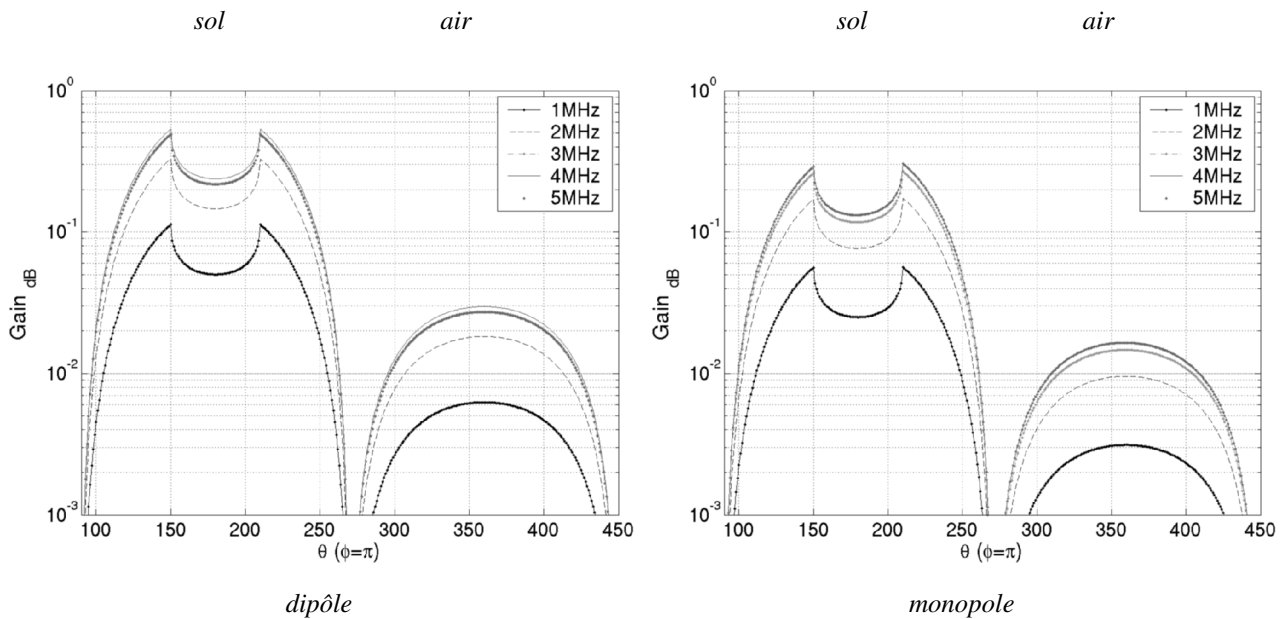 sol air sol air
10^0 10^0
1MHz 1MHz
2MHz 2MHz
3MHz 3MHz
4MHz 4MHz
5MHz 5MHz
10^-1 10^-1
Gain dB Gain dB
10^-2 10^-2
10^-3 10^-3
100 150 200 250 300 350 400 450 100 150 200 250 300 350 400 450
θ (ϕ=π) θ (ϕ=π)
dipôle monopole